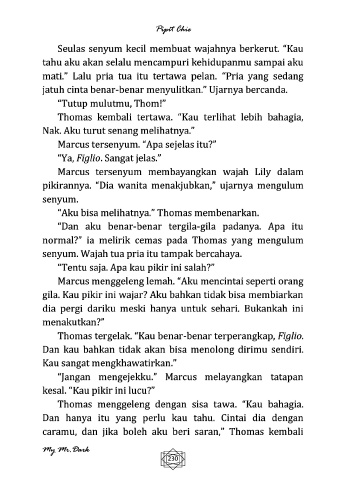 Pipit Chie
Seulas senyum kecil membuat wajahnya berkerut. “Kau
tahu aku akan selalu mencampuri kehidupanmu sampai aku
mati.” Lalu pria tua itu tertawa pelan. “Pria yang sedang
jatuh cinta benar-benar menyulitkan.” Ujarnya bercanda.
“Tutup mulutmu, Thom!”
Thomas kembali tertawa. “Kau terlihat lebih bahagia,
Nak. Aku turut senang melihatnya.”
Marcus tersenyum. “Apa sejelas itu?”
“Ya, Figlio. Sangat jelas.”
Marcus tersenyum membayangkan wajah Lily dalam
pikirannya. “Dia wanita menakjubkan,” ujarnya mengulum
senyum.
“Aku bisa melihatnya.” Thomas membenarkan.
“Dan aku benar-benar tergila-gila padanya. Apa itu
normal?” ia melirik cemas pada Thomas yang mengulum
senyum. Wajah tua pria itu tampak bercahaya.
“Tentu saja. Apa kau pikir ini salah?”
Marcus menggeleng lemah. “Aku mencintai seperti orang
gila. Kau pikir ini wajar? Aku bahkan tidak bisa membiarkan
dia pergi dariku meski hanya untuk sehari. Bukankah ini
menakutkan?”
Thomas tergelak. “Kau benar-benar terperangkap, Figlio.
Dan kau bahkan tidak akan bisa menolong dirimu sendiri.
Kau sangat mengkhawatirkan.”
“Jangan mengejekku.” Marcus melayangkan tatapan
kesal. “Kau pikir ini lucu?”
Thomas menggeleng dengan sisa tawa. “Kau bahagia.
Dan hanya itu yang perlu kau tahu. Cintai dia dengan
caramu, dan jika boleh aku beri saran,” Thomas kembali
My Mr. Dark
230